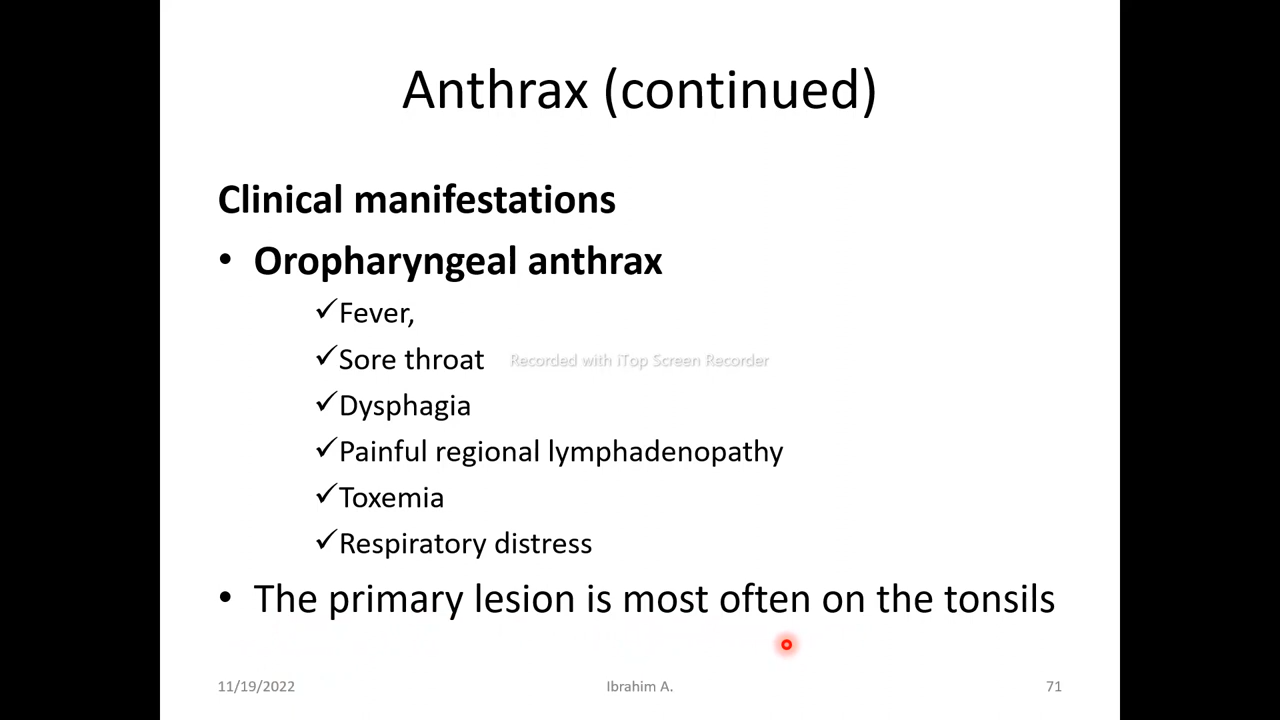 Anthrax (continued)
Clinical manifestations
• Oropharyngeal anthrax
✓Fever,
✓Sore throat
Recorded with iTop Screen Recorder
✓Dysphagia
✓Painful regional lymphadenopathy
✓Toxemia
✓Respiratory distress
• The primary lesion is most often on the tonsils
11/19/2022
Ibrahim A.
71